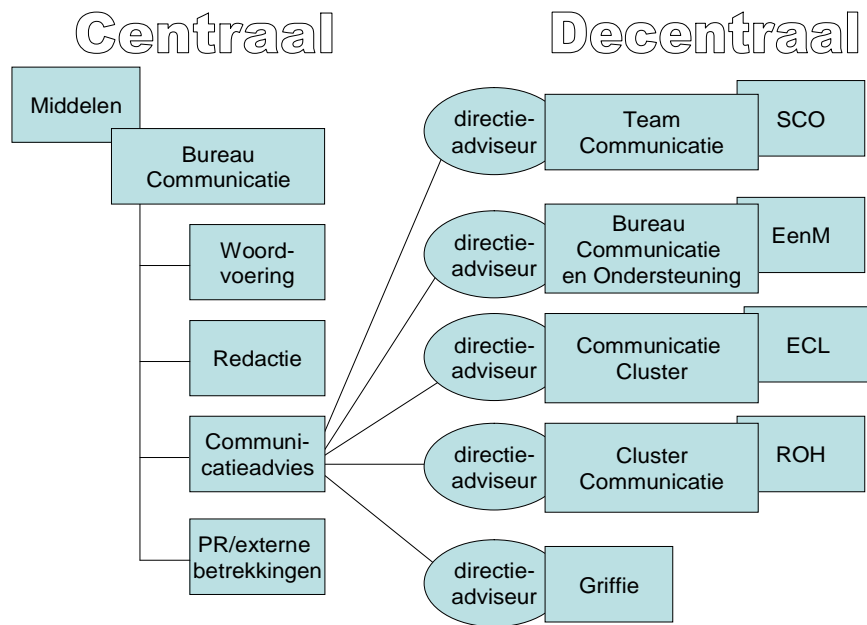 Centraal
Decentraal
Middelen
Bureau
Communicatie
Woord-
voering
Redactie
Communi-
catieadvies
PR/externe
betrekkingen
directie-
adviseur
Team
Communicatie
SCO
directie-
adviseur
Bureau
Communicatie
en Ondersteuning
EenM
directie-
adviseur
Communicatie
Cluster
ECL
directie-
adviseur
Cluster
Communicatie
ROH
directie-
adviseur
Griffie